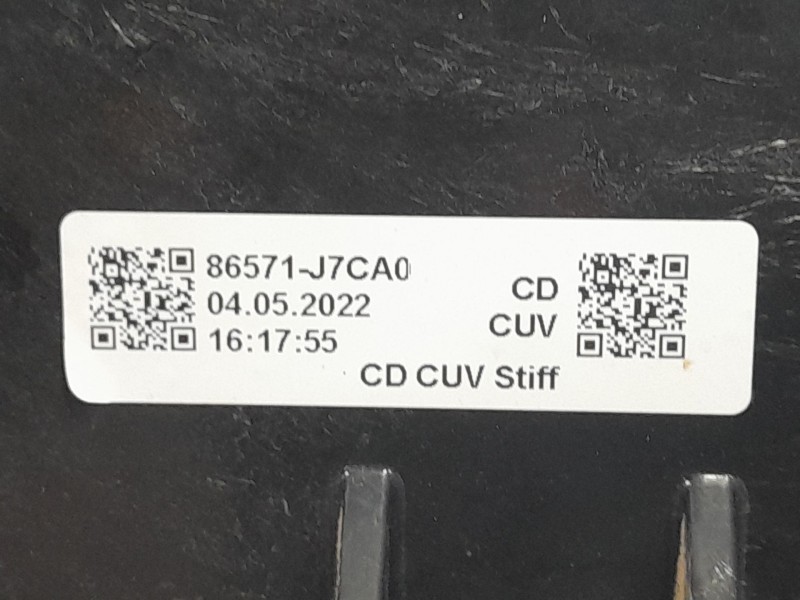 86571-J7CA0
04.05.2022
16:17:55
CD
CUV
CD CUV Stiff